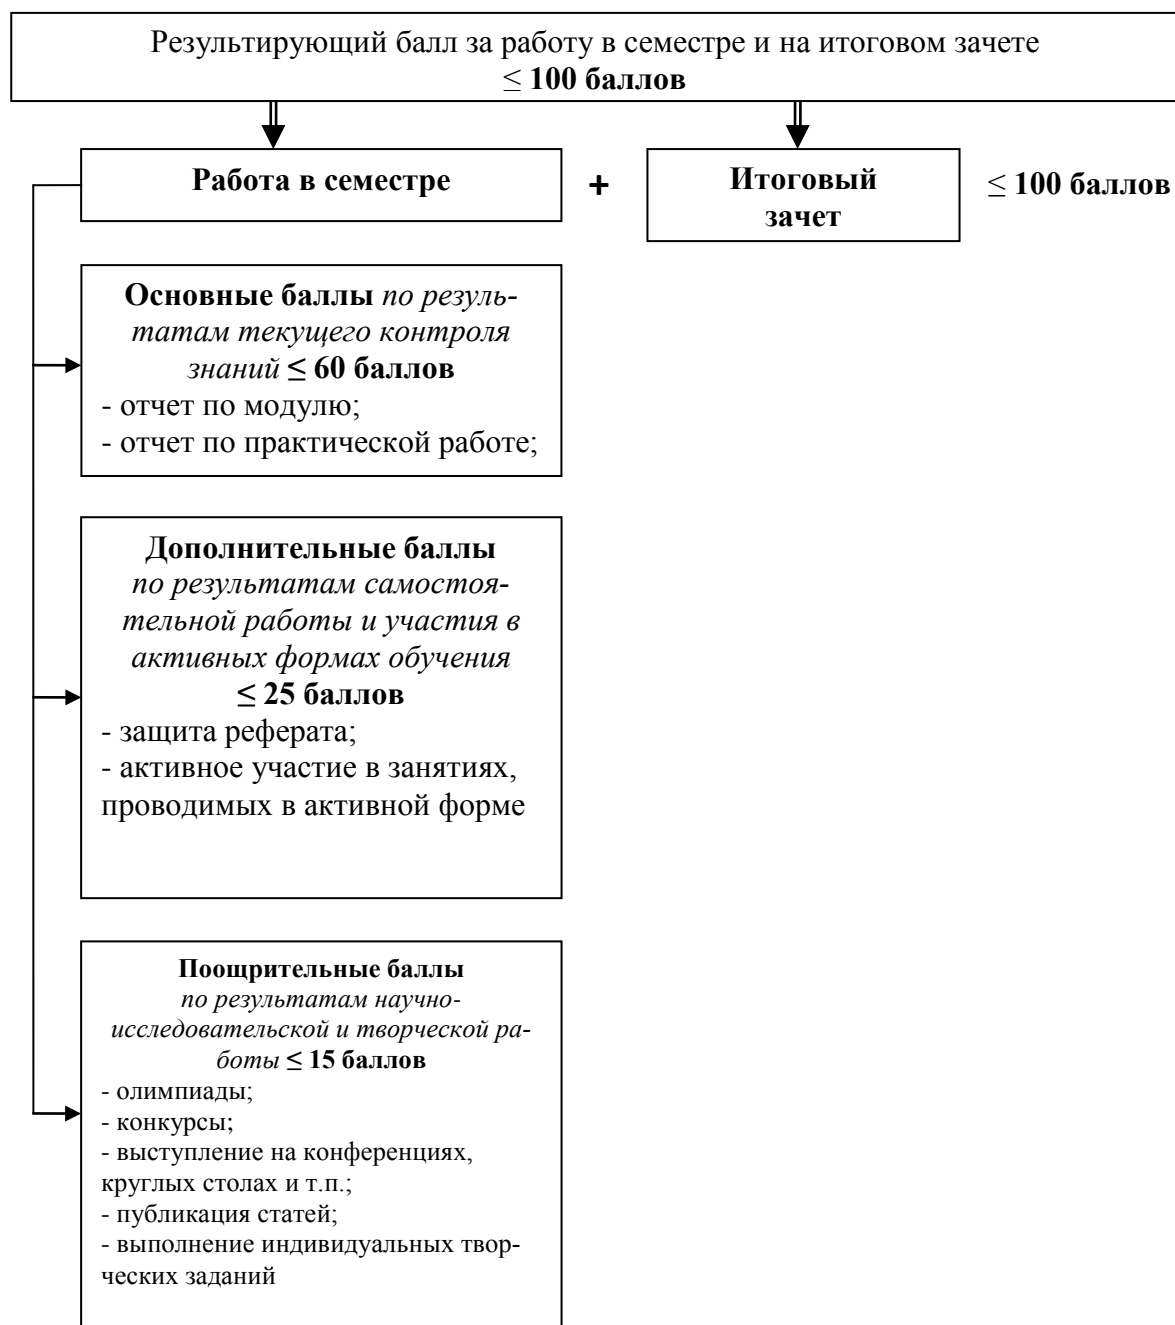 Результирующий балл за работу в семестре и на итоговом зачете
≤ 100 баллов
Работа в семестре
+
Итоговый
зачет
≤ 100 баллов
Основные баллы по резуль-
татам текущего контроля
знаний ≤ 60 баллов
- отчет по модулю;
- отчет по практической работе;
Дополнительные баллы
по результатам самостоя-
тельной работы и участия в
активных формах обучения
≤ 25 баллов
- защита реферата;
- активное участие в занятиях,
проводимых в активной форме
Поощрительные баллы
по результатам научно-
исследовательской и творческой ра-
боты ≤ 15 баллов
- олимпиады;
- конкурсы;
- выступление на конференциях,
круглых столах и т.п.;
- публикация статей;
- выполнение индивидуальных твор-
ческих заданий